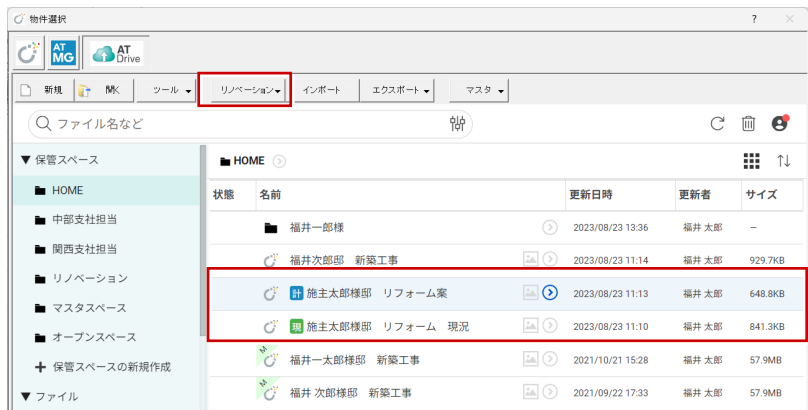 物件選択 ?
AT MG AT Drive
新規 開く ツール リノベーション インポート エクスポート マスタ
ファイル名など
保管スペース HOME
HOME 状態 名前 更新日時 更新者 サイズ
中部支社担当 福井一郎様 2023/08/23 13:36 福井 太郎 –
関西支社担当 福井次郎邸 新築工事 2023/08/23 11:14 福井 太郎 929.7KB
リノベーション 計 施主太郎様邸 リフォーム案 2023/08/23 11:13 福井 太郎 648.8KB
マスタスペース 現 施主太郎様邸 リフォーム 現況 2023/08/23 11:10 福井 太郎 841.3KB
オープンスペース M 福井一太郎様邸 新築工事 2021/10/21 15:28 福井 太郎 57.9MB
保管スペースの新規作成
ファイル M 福井 次郎様邸 新築工事 2021/09/22 17:33 福井 太郎 57.9MB